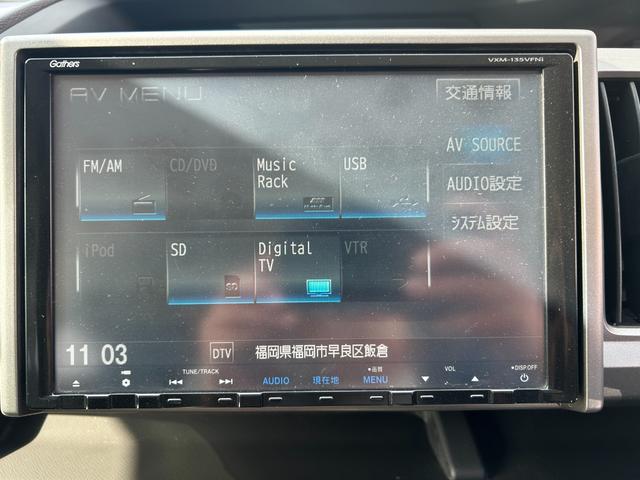 Gathers
VXM-135VFNi
AV MENU
交通情報
FM/AM
CD/DVD
Music
Rack
USB
AV SOURCE
AUDIO設定
iPod
SD
Digital
TV
VTR
システム設定
11 03
DTV
福岡県福岡市早良区飯倉
TUNE/TRACK
AUDIO
現在地
画質
MENU
VOL
DISP.OFF